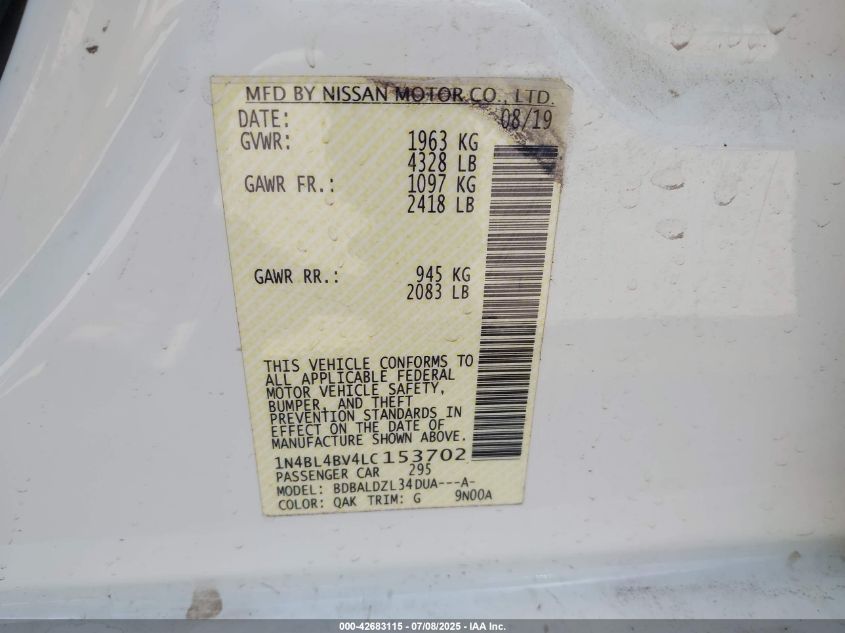 MFD BY NISSAN MOTOR CO., LTD.
DATE: 08/19
GVWR: 1963 KG
4328 LB
GAWR FR.: 1097 KG
2418 LB
GAWR RR.: 945 KG
2083 LB
THIS VEHICLE CONFORMS TO
ALL APPLICABLE FEDERAL
MOTOR VEHICLE SAFETY,
BUMPER, AND THEFT
PREVENTION STANDARDS IN
EFFECT ON THE DATE OF
MANUFACTURE SHOWN ABOVE.
1N4BL4BV4LC153702
PASSENGER CAR 295
MODEL: BDBALDZL34DUA---A-
COLOR: QAK TRIM: G 9N00A
000-42683115 - 07/08/2025 - IAA Inc.